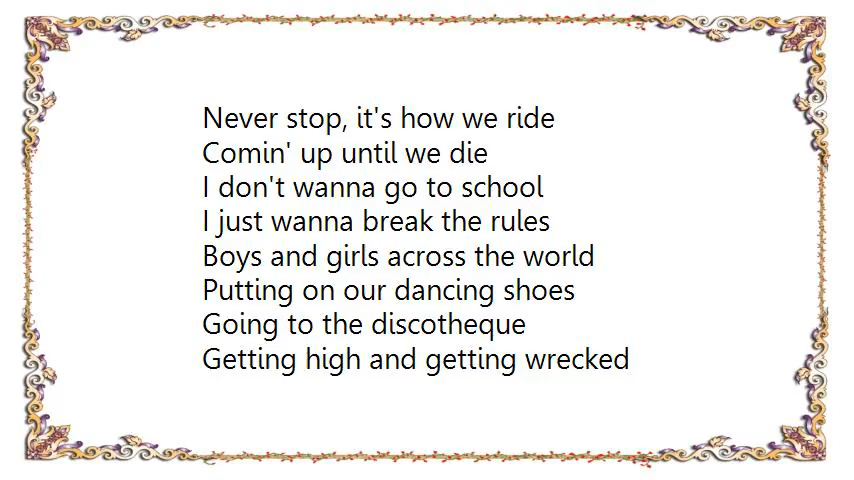 Never stop, it's how we ride
Comin' up until we die
I don't wanna go to school
I just wanna break the rules
Boys and girls across the world
Putting on our dancing shoes
Going to the discotheque
Getting high and getting wrecked